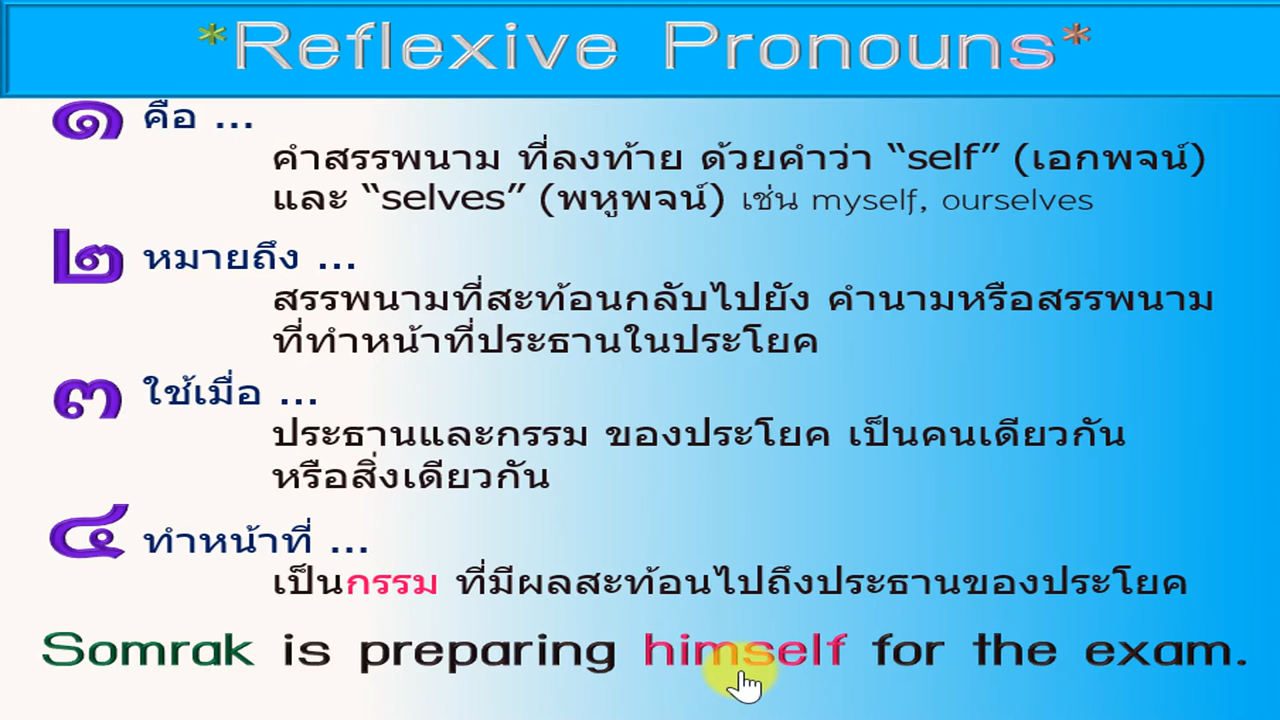 *Reflexive Pronouns*
๑ คือ ...
คำสรรพนาม ที่ลงท้าย ด้วยคำว่า “self” (เอกพจน์)
และ “selves” (พหูพจน์) เช่น myself, ourselves
๒ หมายถึง ...
สรรพนามที่สะท้อนกลับไปยัง คำนามหรือสรรพนาม
ที่ทำหน้าที่ประธานในประโยค
๓ ใช้เมื่อ ...
ประธานและกรรม ของประโยค เป็นคนเดียวกัน
หรือสิ่งเดียวกัน
๔ ทำหน้าที่ ...
เป็นกรรม ที่มีผลสะท้อนไปถึงประธานของประโยค
Somrak is preparing himself for the exam.